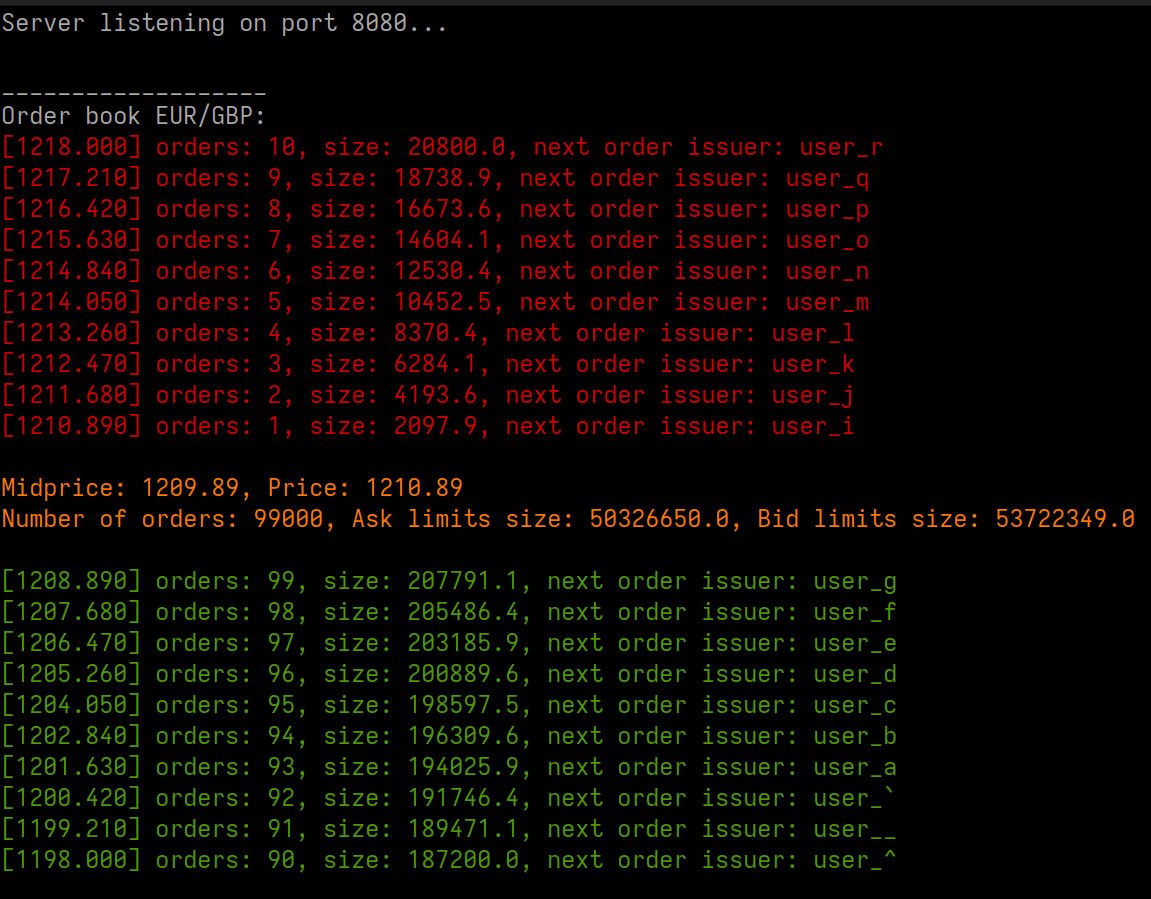 Server listening on port 8080...
___________________
Order book EUR/GBP:
[1218.000] orders: 10, size: 20800.0, next order issuer: user_r
[1217.210] orders: 9, size: 18738.9, next order issuer: user_q
[1216.420] orders: 8, size: 16673.6, next order issuer: user_p
[1215.630] orders: 7, size: 14604.1, next order issuer: user_o
[1214.840] orders: 6, size: 12530.4, next order issuer: user_n
[1214.050] orders: 5, size: 10452.5, next order issuer: user_m
[1213.260] orders: 4, size: 8370.4, next order issuer: user_l
[1212.470] orders: 3, size: 6284.1, next order issuer: user_k
[1211.680] orders: 2, size: 4193.6, next order issuer: user_j
[1210.890] orders: 1, size: 2097.9, next order issuer: user_i
Midprice: 1209.89, Price: 1210.89
Number of orders: 99000, Ask limits size: 50326650.0, Bid limits size: 53722349.0
[1208.890] orders: 99, size: 207791.1, next order issuer: user_g
[1207.680] orders: 98, size: 205486.4, next order issuer: user_f
[1206.470] orders: 97, size: 203185.9, next order issuer: user_e
[1205.260] orders: 96, size: 200889.6, next order issuer: user_d
[1204.050] orders: 95, size: 198597.5, next order issuer: user_c
[1202.840] orders: 94, size: 196309.6, next order issuer: user_b
[1201.630] orders: 93, size: 194025.9, next order issuer: user_a
[1200.420] orders: 92, size: 191746.4, next order issuer: user_`
[1199.210] orders: 91, size: 189471.1, next order issuer: user__
[1198.000] orders: 90, size: 187200.0, next order issuer: user_^